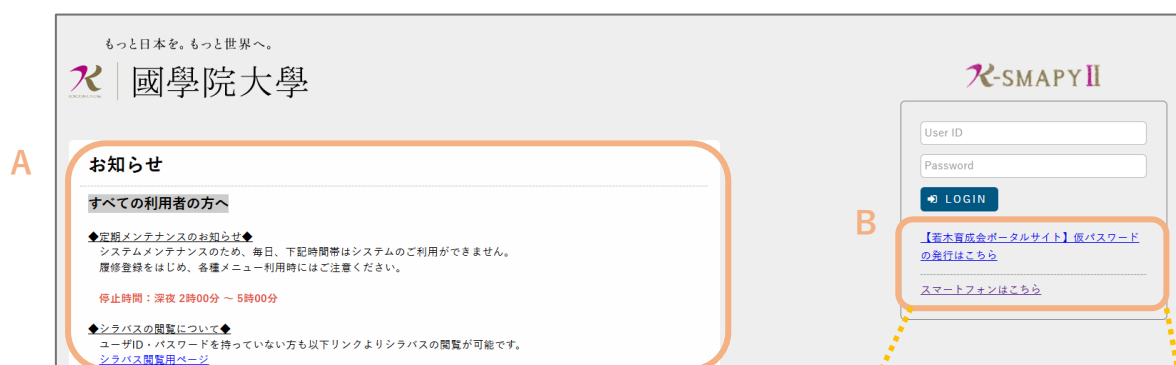 もっと日本を。もっと世界へ。
國學院大學
K-SMAPY II
A
お知らせ
すべての利用者の方へ
◆定期メンテナンスのお知らせ◆
システムメンテナンスのため、毎日、下記時間帯はシステムのご利用ができません。
履修登録をはじめ、各種メニュー利用時にはご注意ください。
停止時間：深夜 2時00分 ～ 5時00分
◆シラバスの閲覧について◆
ユーザID・パスワードを持っていない方も以下リンクよりシラバスの閲覧が可能です。
シラバス閲覧用ページ
User ID
Password
LOGIN
B
【若木育成会ポータルサイト】仮パスワード
の発行はこちら
スマートフォンはこちら